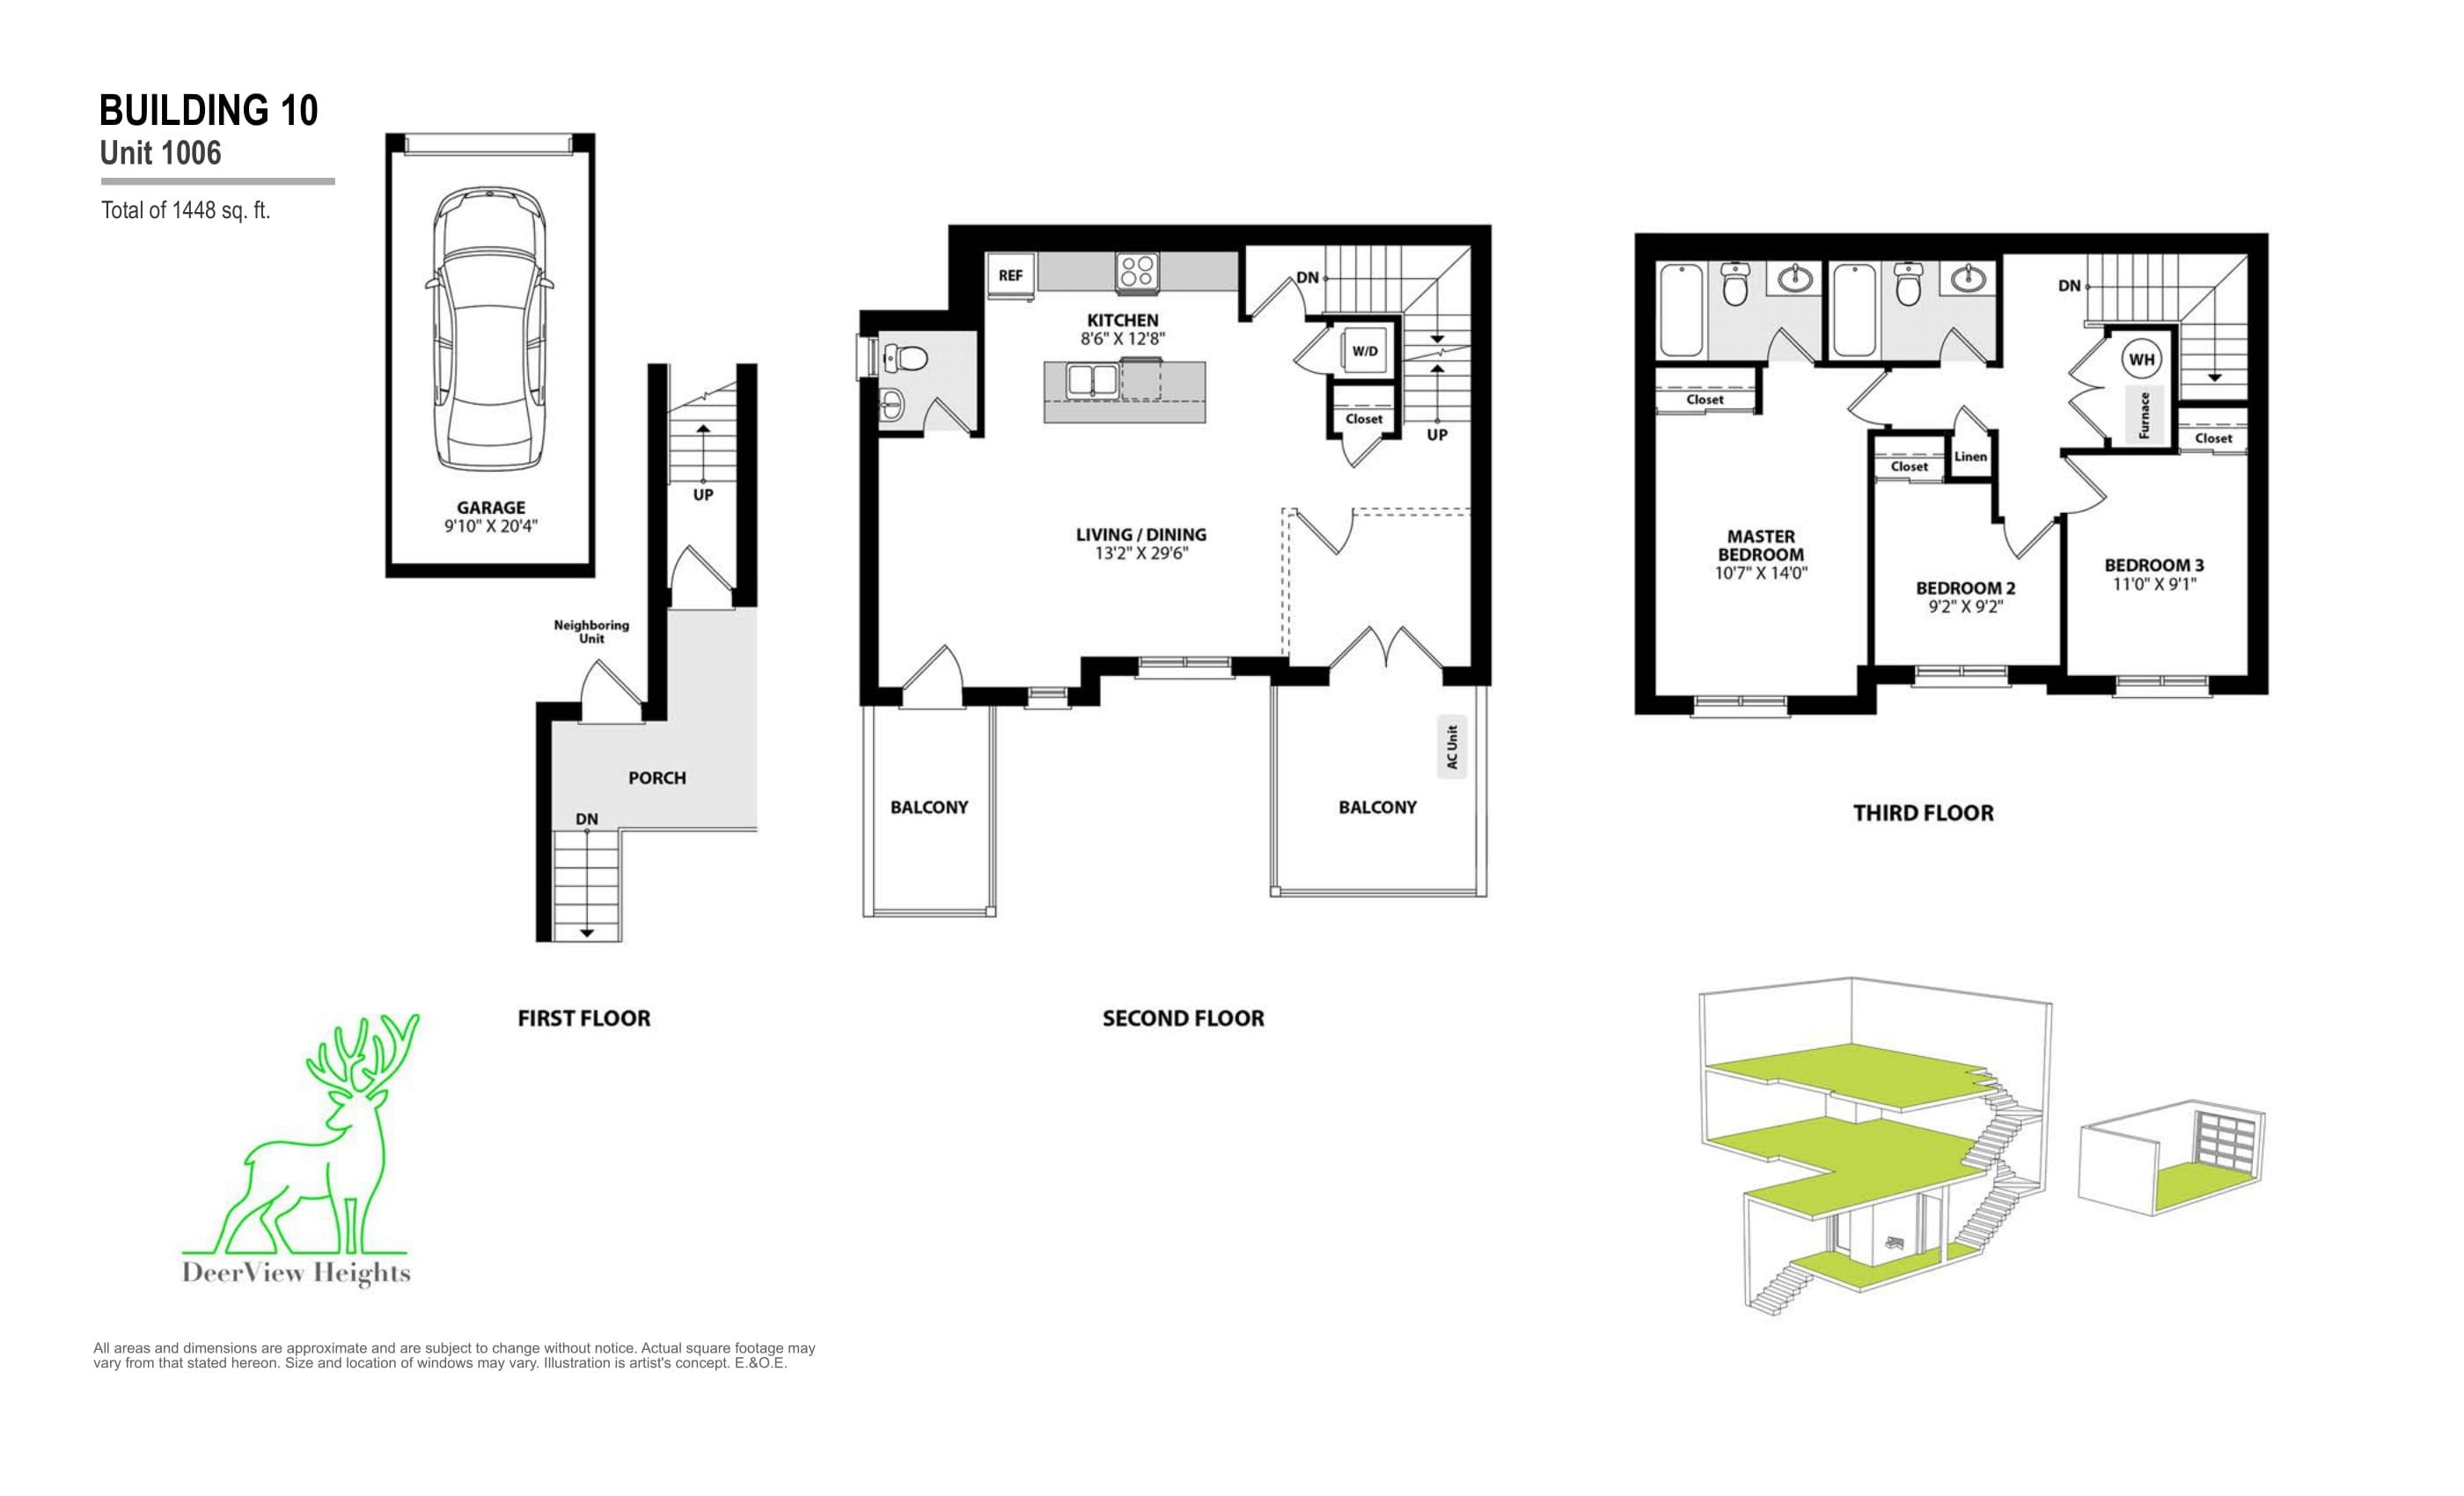 BUILDING 10
Unit 1006
Total of 1448 sq. ft.
GARAGE
9'10" X 20'4"
UP
Neighboring
Unit
PORCH
DN
FIRST FLOOR
REF
KITCHEN
8'6" X 12'8"
DN
W/D
Closet
UP
LIVING / DINING
13'2" X 29'6"
BALCONY
AC Unit
BALCONY
SECOND FLOOR
DN
WH
Furnace
Closet
Closet
Closet
Linen
MASTER
BEDROOM
10'7" X 14'0"
BEDROOM 2
9'2" X 9'2"
BEDROOM 3
11'0" X 9'1"
THIRD FLOOR
DeerView Heights
All areas and dimensions are approximate and are subject to change without notice. Actual square footage may
vary from that stated hereon. Size and location of windows may vary. Illustration is artist's concept. E.&O.E.